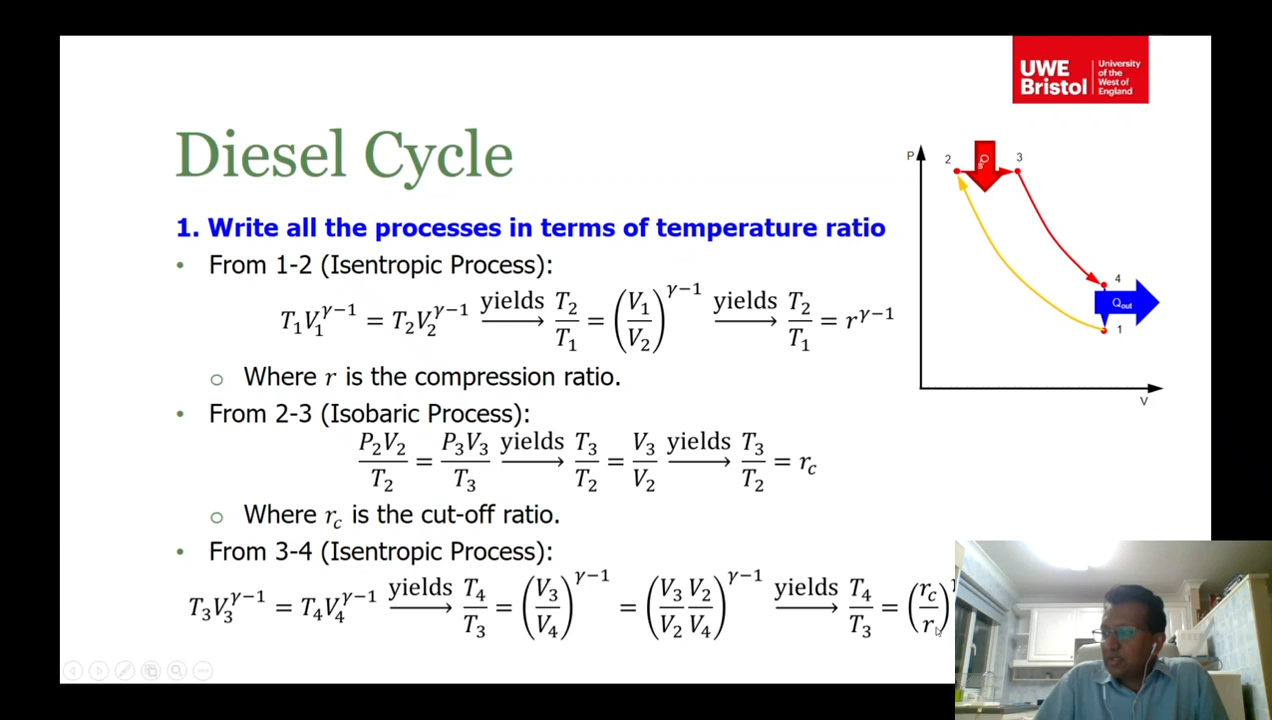 UWE Bristol | University of the West of England
Diesel Cycle
1. Write all the processes in terms of temperature ratio
• From 1-2 (Isentropic Process):
T₁V₁^(γ−1) = T₂V₂^(γ−1) yields→ T₂/T₁ = (V₁/V₂)^(γ−1) yields→ T₂/T₁ = r^(γ−1)
○ Where r is the compression ratio.
• From 2-3 (Isobaric Process):
P₂V₂/T₂ = P₃V₃/T₃ yields→ T₃/T₂ = V₃/V₂ yields→ T₃/T₂ = r_c
○ Where r_c is the cut-off ratio.
• From 3-4 (Isentropic Process):
T₃V₃^(γ−1) = T₄V₄^(γ−1) yields→ T₄/T₃ = (V₃/V₄)^(γ−1) = (V₃/V₂ V₂/V₄)^(γ−1) yields→ T₄/T₃ = (r_c/r)
P
2
3
4
Qout
1
V